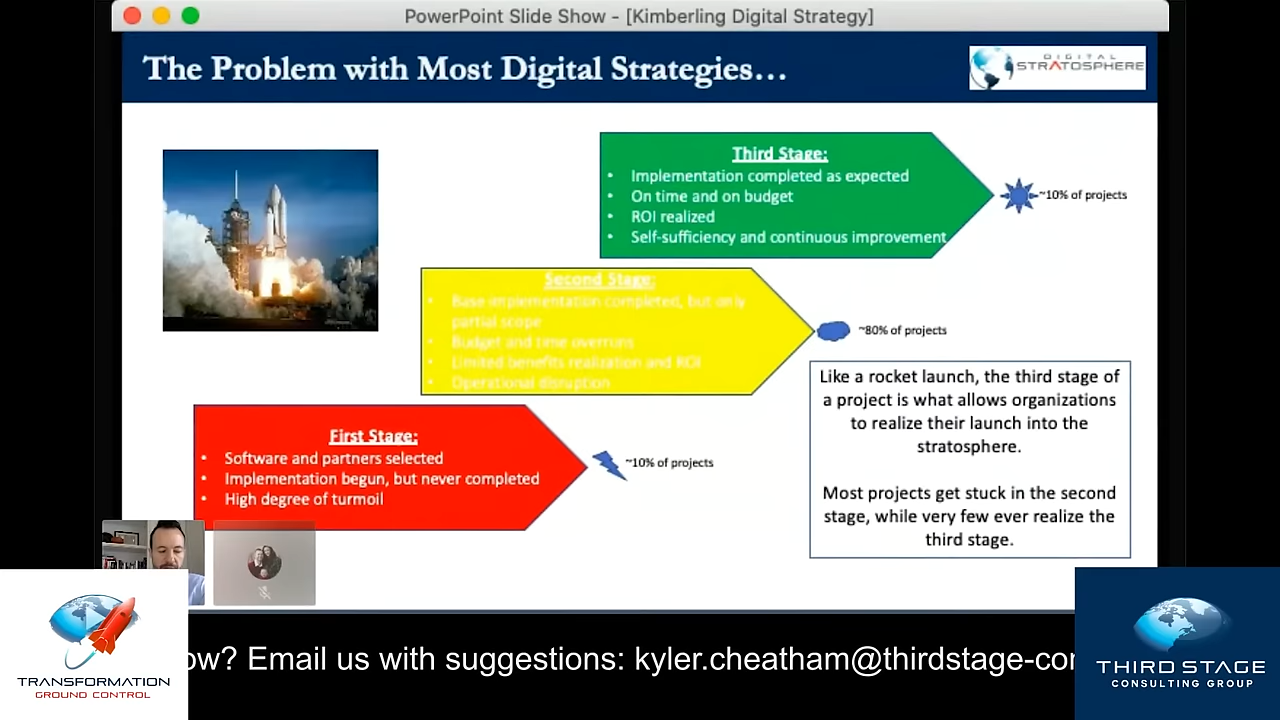 PowerPoint Slide Show - [Kimberling Digital Strategy]
The Problem with Most Digital Strategies…
DIGITAL
STRATOSPHERE
Third Stage:
• Implementation completed as expected
• On time and on budget
• ROI realized
• Self-sufficiency and continuous improvement
~10% of projects
Second Stage:
• Base implementation completed, but only
partial scope
• Budget and time overruns
• Limited benefits realization and ROI
• Operational disruption
~80% of projects
Like a rocket launch, the third stage of
a project is what allows organizations
to realize their launch into the
stratosphere.
Most projects get stuck in the second
stage, while very few ever realize the
third stage.
First Stage:
• Software and partners selected
• Implementation begun, but never completed
• High degree of turmoil
~10% of projects
TRANSFORMATION
GROUND CONTROL
ow? Email us with suggestions: kyler.cheatham@thirdstage-con
THIRD STAGE
CONSULTING GROUP